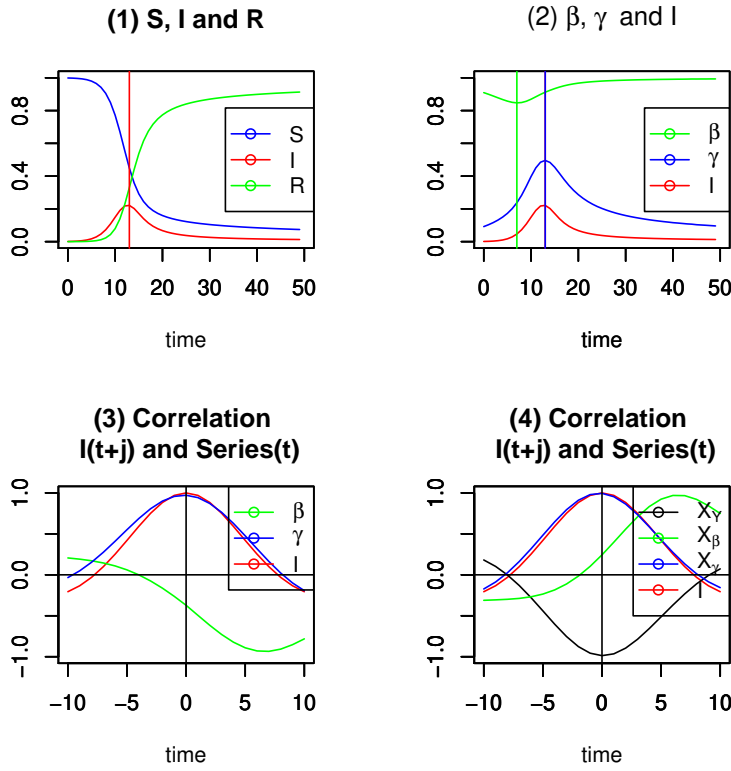 (1) S, I and R
0.0 0.4 0.8
S
I
R
0 10 20 30 40 50
time
(2) β, γ and I
0.0 0.4 0.8
β
γ
I
0 10 20 30 40 50
time
(3) Correlation
I(t+j) and Series(t)
−1.0 0.0 1.0
β
γ
I
−10 −5 0 5 10
time
(4) Correlation
I(t+j) and Series(t)
−1.0 0.0 1.0
X_Y
X_β
X_γ
I
−10 −5 0 5 10
time